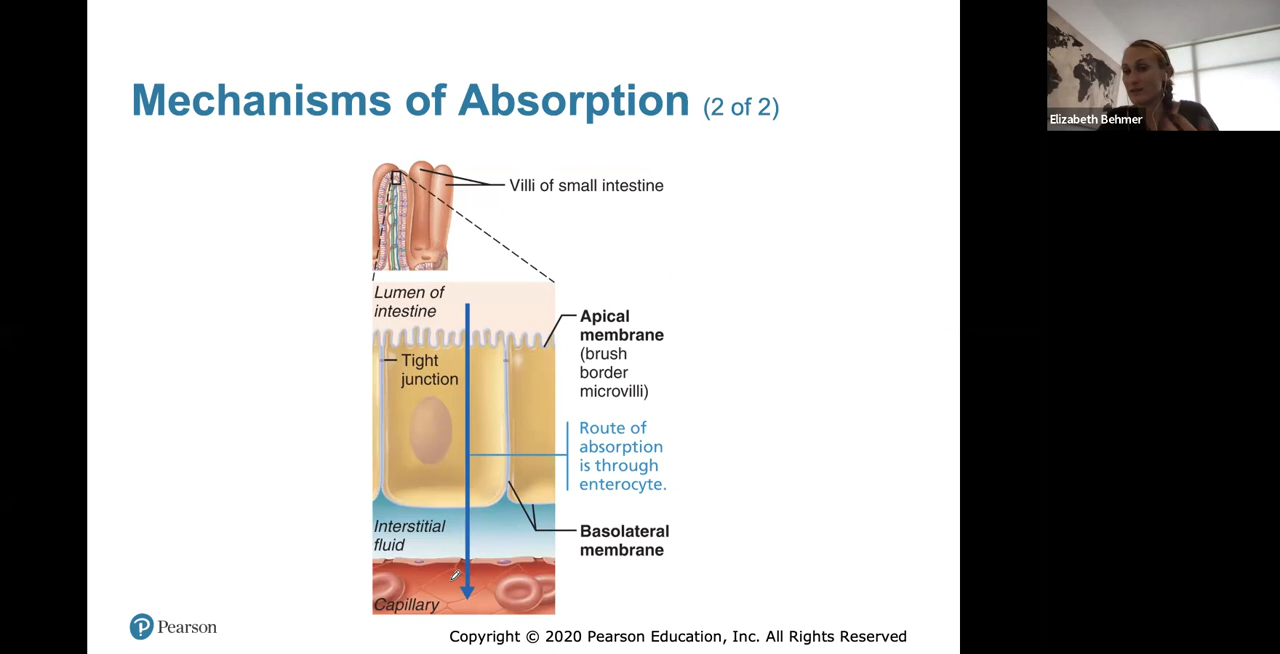 Mechanisms of Absorption (2 of 2)
Elizabeth Behmer
Villi of small intestine
Lumen of
intestine
Apical
membrane
(brush
border
microvilli)
Tight
junction
Route of
absorption
is through
enterocyte.
Interstitial
fluid
Basolateral
membrane
Capillary
Pearson
Copyright © 2020 Pearson Education, Inc. All Rights Reserved